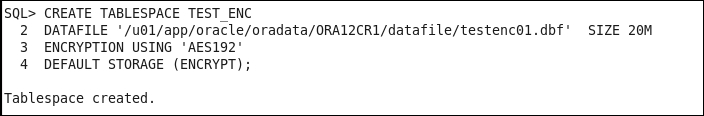 SQL> CREATE TABLESPACE TEST_ENC
  2  DATAFILE '/u01/app/oracle/oradata/ORA12CR1/datafile/testenc01.dbf'  SIZE 20M
  3  ENCRYPTION USING 'AES192'
  4  DEFAULT STORAGE (ENCRYPT);
Tablespace created.